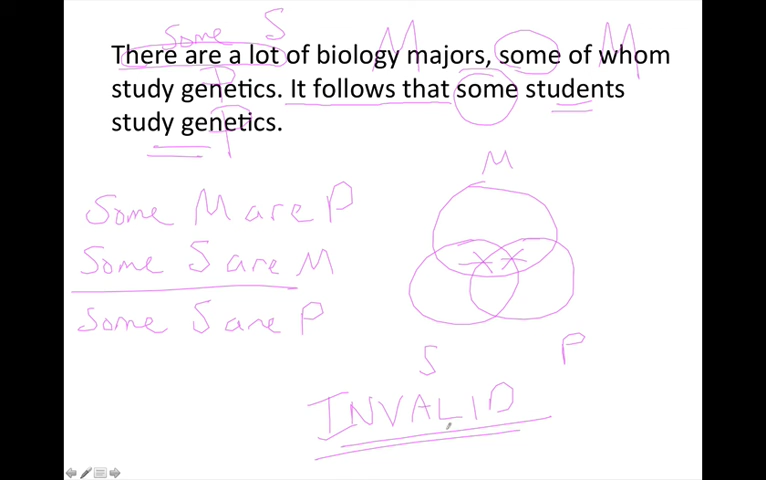 Some S M M
There are a lot of biology majors, some of whom
P
study genetics. It follows that some students
P
study genetics.
M
Some M are P
Some S are M
Some S are P
S P
INVALID